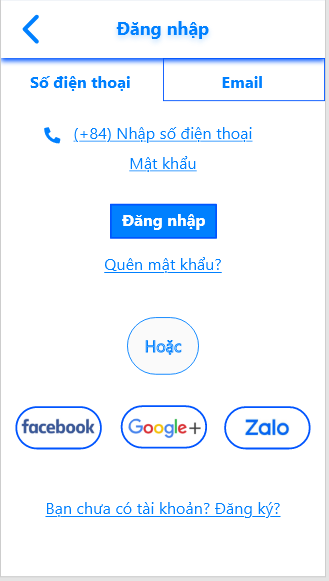 Đăng nhập
Số điện thoại Email
(+84) Nhập số điện thoại
Mật khẩu
Đăng nhập
Quên mật khẩu?
Hoặc
facebook Google+ Zalo
Bạn chưa có tài khoản? Đăng ký?